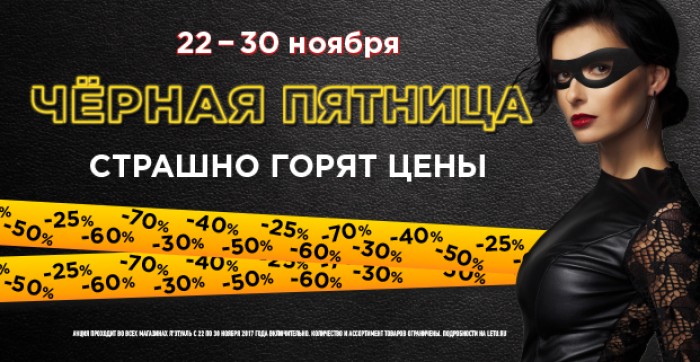 22 – 30 ноября
ЧЁРНАЯ ПЯТНИЦА
СТРАШНО ГОРЯТ ЦЕНЫ
-25% -70% -40% -25% -70% -40% -25%
-50% -60% -30% -50% -60% -30% -50%
-25% -70% -40% -25%
-50% -60% -30% -50% -60% -30% -50%
АКЦИЯ ПРОХОДИТ ВО ВСЕХ МАГАЗИНАХ Л'ЭТУАЛЬ С 22 ПО 30 НОЯБРЯ 2017 ГОДА ВКЛЮЧИТЕЛЬНО. КОЛИЧЕСТВО И АССОРТИМЕНТ ТОВАРОВ ОГРАНИЧЕНЫ. ПОДРОБНОСТИ НА LETU.RU